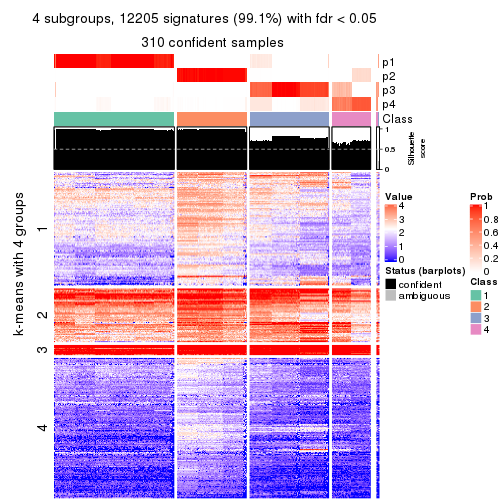 4 subgroups, 12205 signatures (99.1%) with fdr < 0.05
310 confident samples
p1
p2
p3
p4
Class
1
0.5
0
Silhouette
score
k-means with 4 groups
1
2
3
4
Value
4
3
2
1
0
Status (barplots)
confident
ambiguous
Prob
1
0.8
0.6
0.4
0.2
0
Class
1
2
3
4